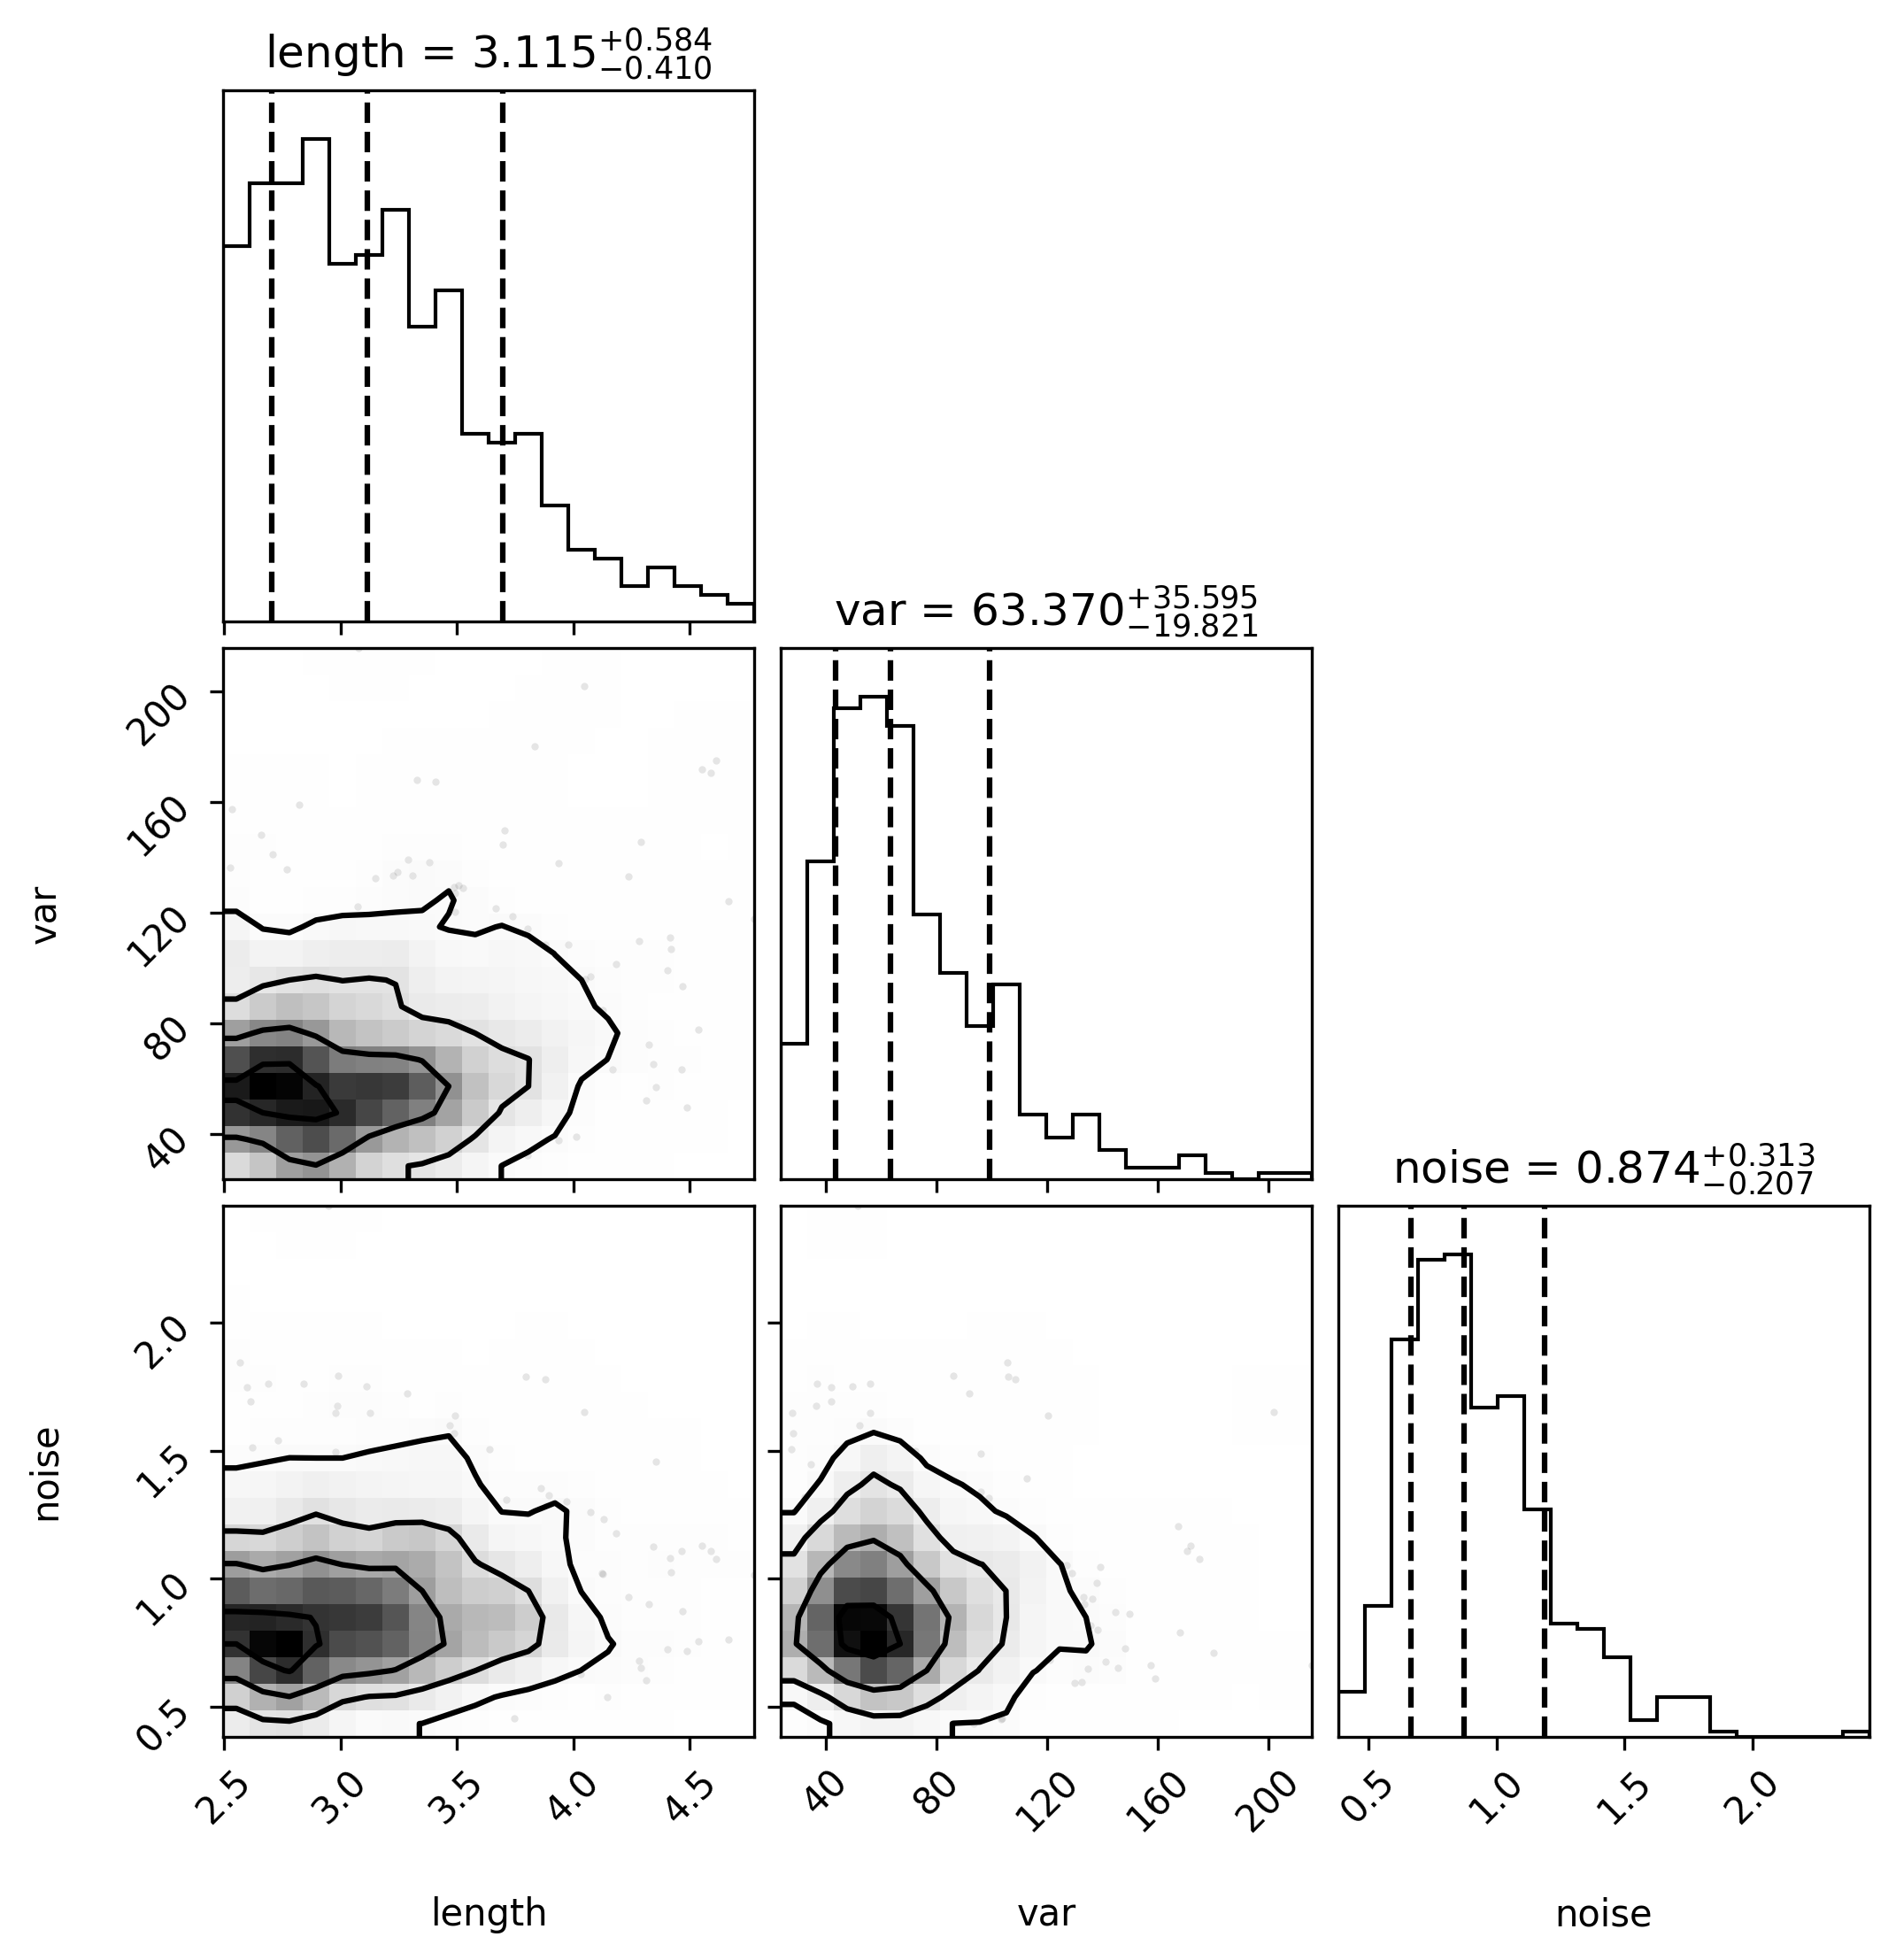 length = 3.115 +0.584 −0.410
var = 63.370 +35.595 −19.821
200
160
120
80
40
var
noise = 0.874 +0.313 −0.207
2.0
1.5
1.0
0.5
noise
2.5 3.0 3.5 4.0 4.5
40 80 120 160 200
0.5 1.0 1.5 2.0
length
var
noise